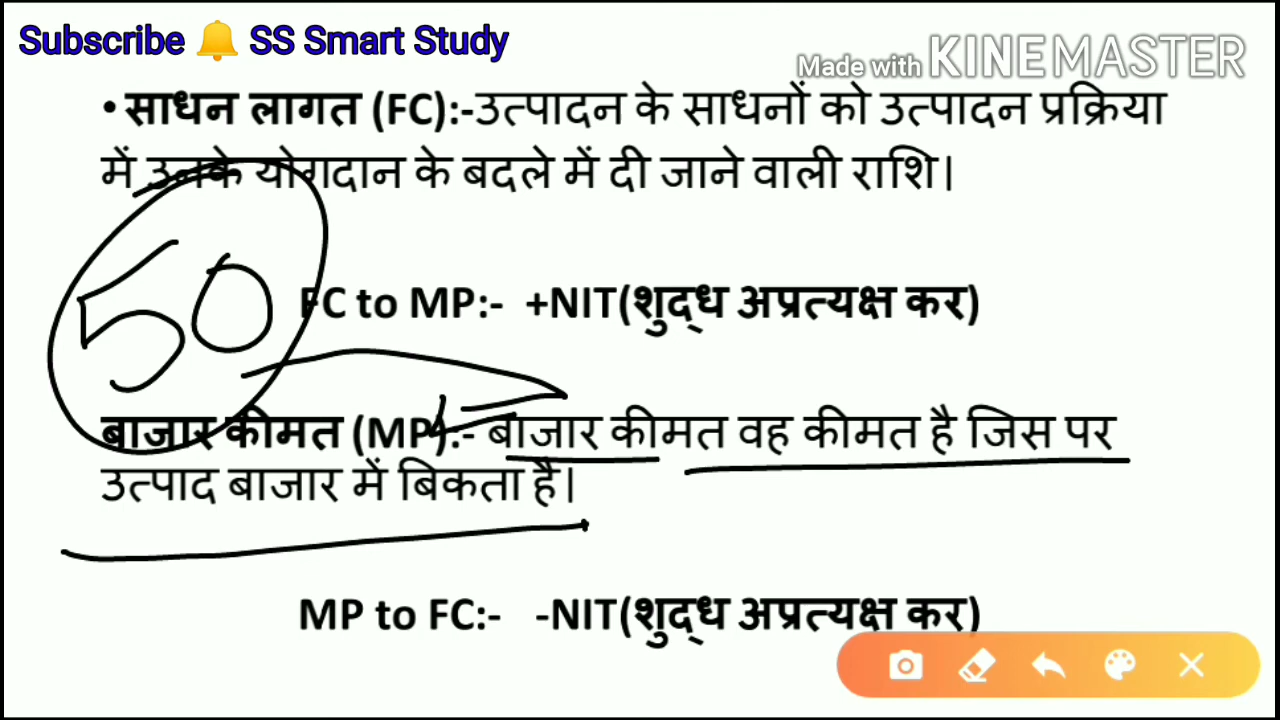 Subscribe 🔔 SS Smart Study
Made with KINEMASTER
• साधन लागत (FC):-उत्पादन के साधनों को उत्पादन प्रक्रिया
में उनके योगदान के बदले में दी जाने वाली राशि।
50
FC to MP:- +NIT(शुद्ध अप्रत्यक्ष कर)
बाजार कीमत (MP):- बाजार कीमत वह कीमत है जिस पर
उत्पाद बाजार में बिकता है।
MP to FC:- -NIT(शुद्ध अप्रत्यक्ष कर)